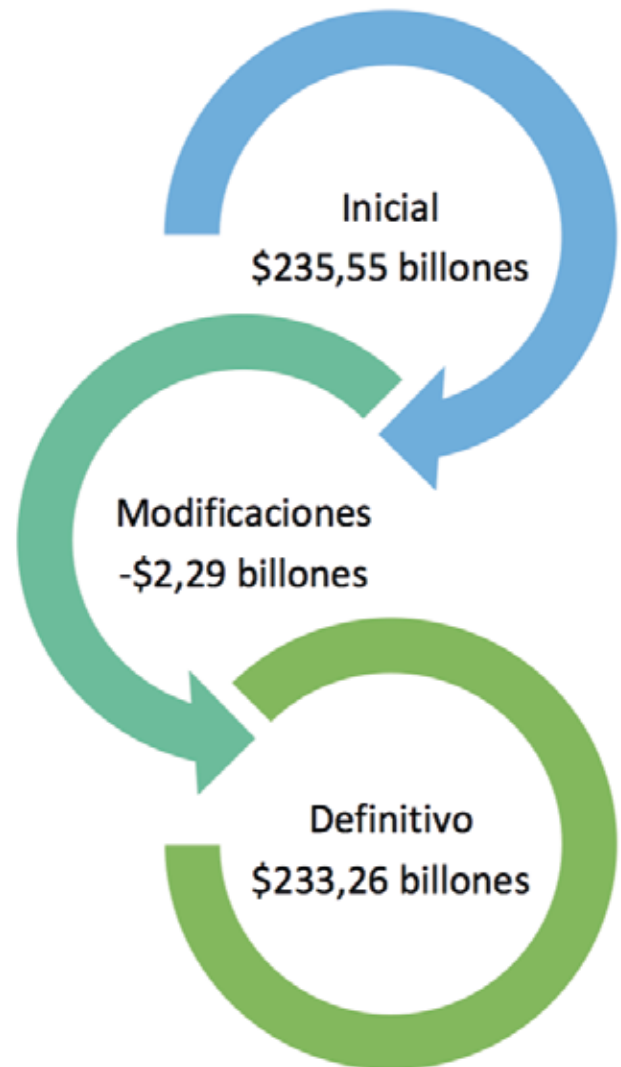 Inicial
$235,55 billones
Modificaciones
-$2,29 billones
Definitivo
$233,26 billones